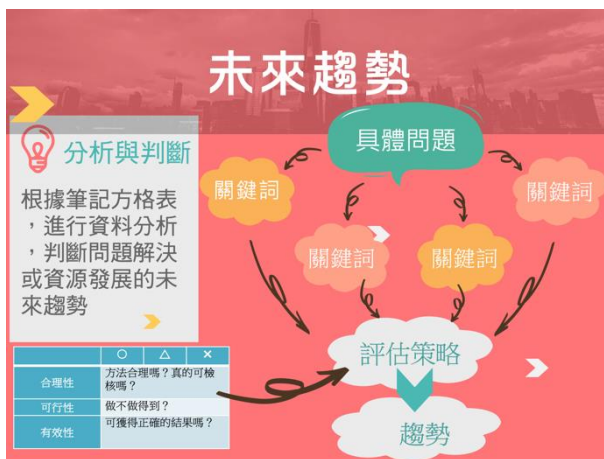 未來趨勢
分析與判斷
根據筆記方格表
，進行資料分析
，判斷問題解決
或資源發展的未
來趨勢
具體問題
關鍵詞
關鍵詞
關鍵詞
關鍵詞
評估策略
趨勢
○ △ ×
合理性 方法合理嗎？真的可檢
核嗎？
可行性 做不做得到？
有效性 可獲得正確的結果嗎？